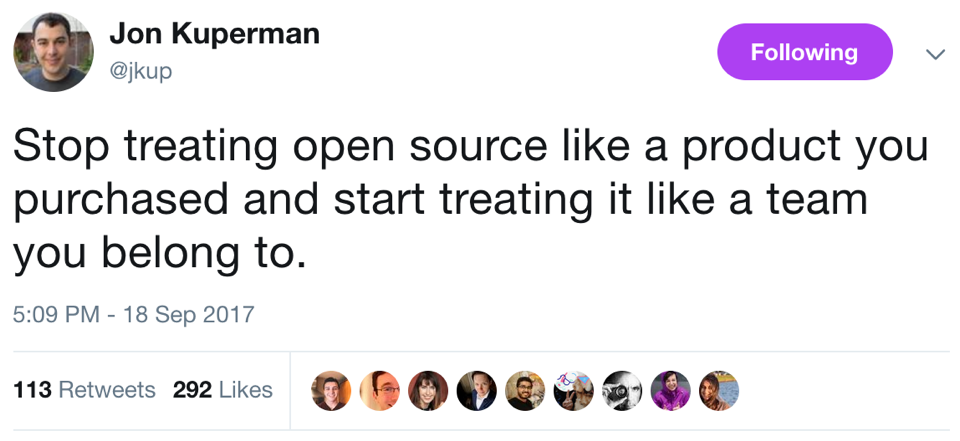 Jon Kuperman
@jkup
Following
Stop treating open source like a product you
purchased and start treating it like a team
you belong to.
5:09 PM - 18 Sep 2017
113 Retweets 292 Likes